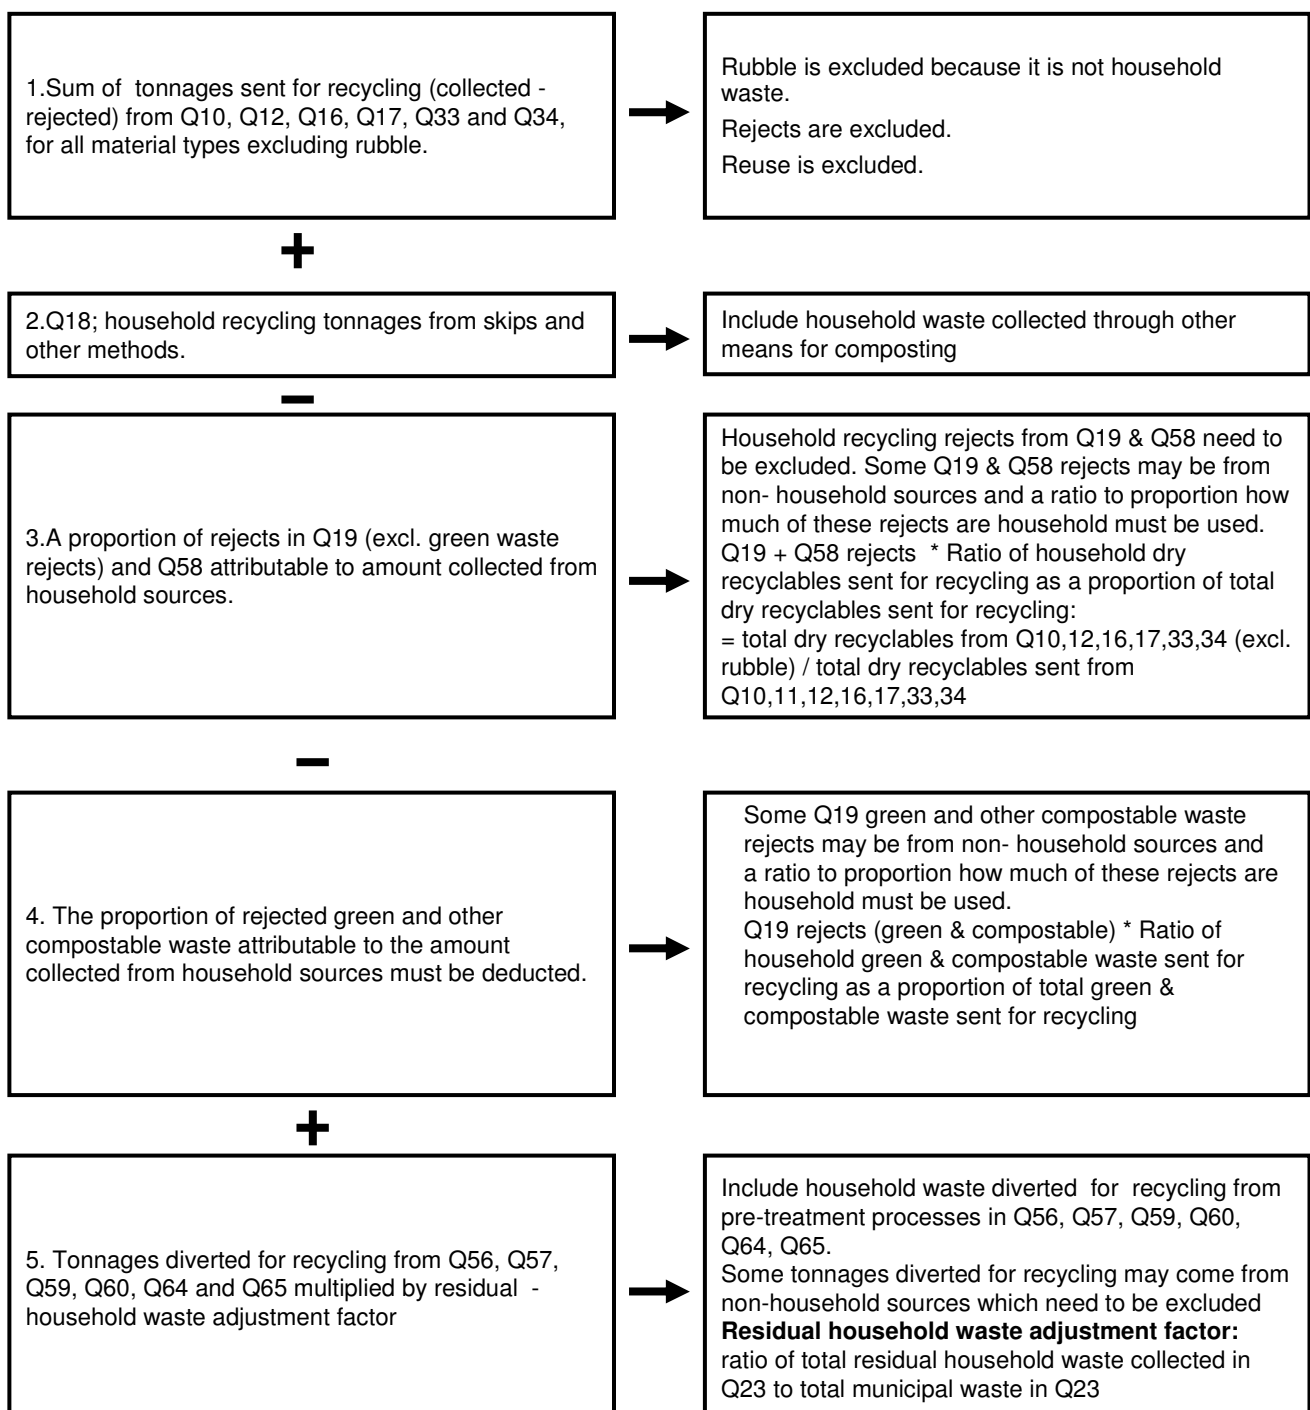 1.Sum of tonnages sent for recycling (collected -
rejected) from Q10, Q12, Q16, Q17, Q33 and Q34,
for all material types excluding rubble.
Rubble is excluded because it is not household
waste.
Rejects are excluded.
Reuse is excluded.
+
2.Q18; household recycling tonnages from skips and
other methods.
Include household waste collected through other
means for composting
–
3.A proportion of rejects in Q19 (excl. green waste
rejects) and Q58 attributable to amount collected from
household sources.
Household recycling rejects from Q19 & Q58 need to
be excluded. Some Q19 & Q58 rejects may be from
non- household sources and a ratio to proportion how
much of these rejects are household must be used.
Q19 + Q58 rejects * Ratio of household dry
recyclables sent for recycling as a proportion of total
dry recyclables sent for recycling:
= total dry recyclables from Q10,12,16,17,33,34 (excl.
rubble) / total dry recyclables sent from
Q10,11,12,16,17,33,34
–
4. The proportion of rejected green and other
compostable waste attributable to the amount
collected from household sources must be deducted.
Some Q19 green and other compostable waste
rejects may be from non- household sources and
a ratio to proportion how much of these rejects are
household must be used.
Q19 rejects (green & compostable) * Ratio of
household green & compostable waste sent for
recycling as a proportion of total green &
compostable waste sent for recycling
+
5. Tonnages diverted for recycling from Q56, Q57,
Q59, Q60, Q64 and Q65 multiplied by residual -
household waste adjustment factor
Include household waste diverted for recycling from
pre-treatment processes in Q56, Q57, Q59, Q60,
Q64, Q65.
Some tonnages diverted for recycling may come from
non-household sources which need to be excluded
Residual household waste adjustment factor:
ratio of total residual household waste collected in
Q23 to total municipal waste in Q23